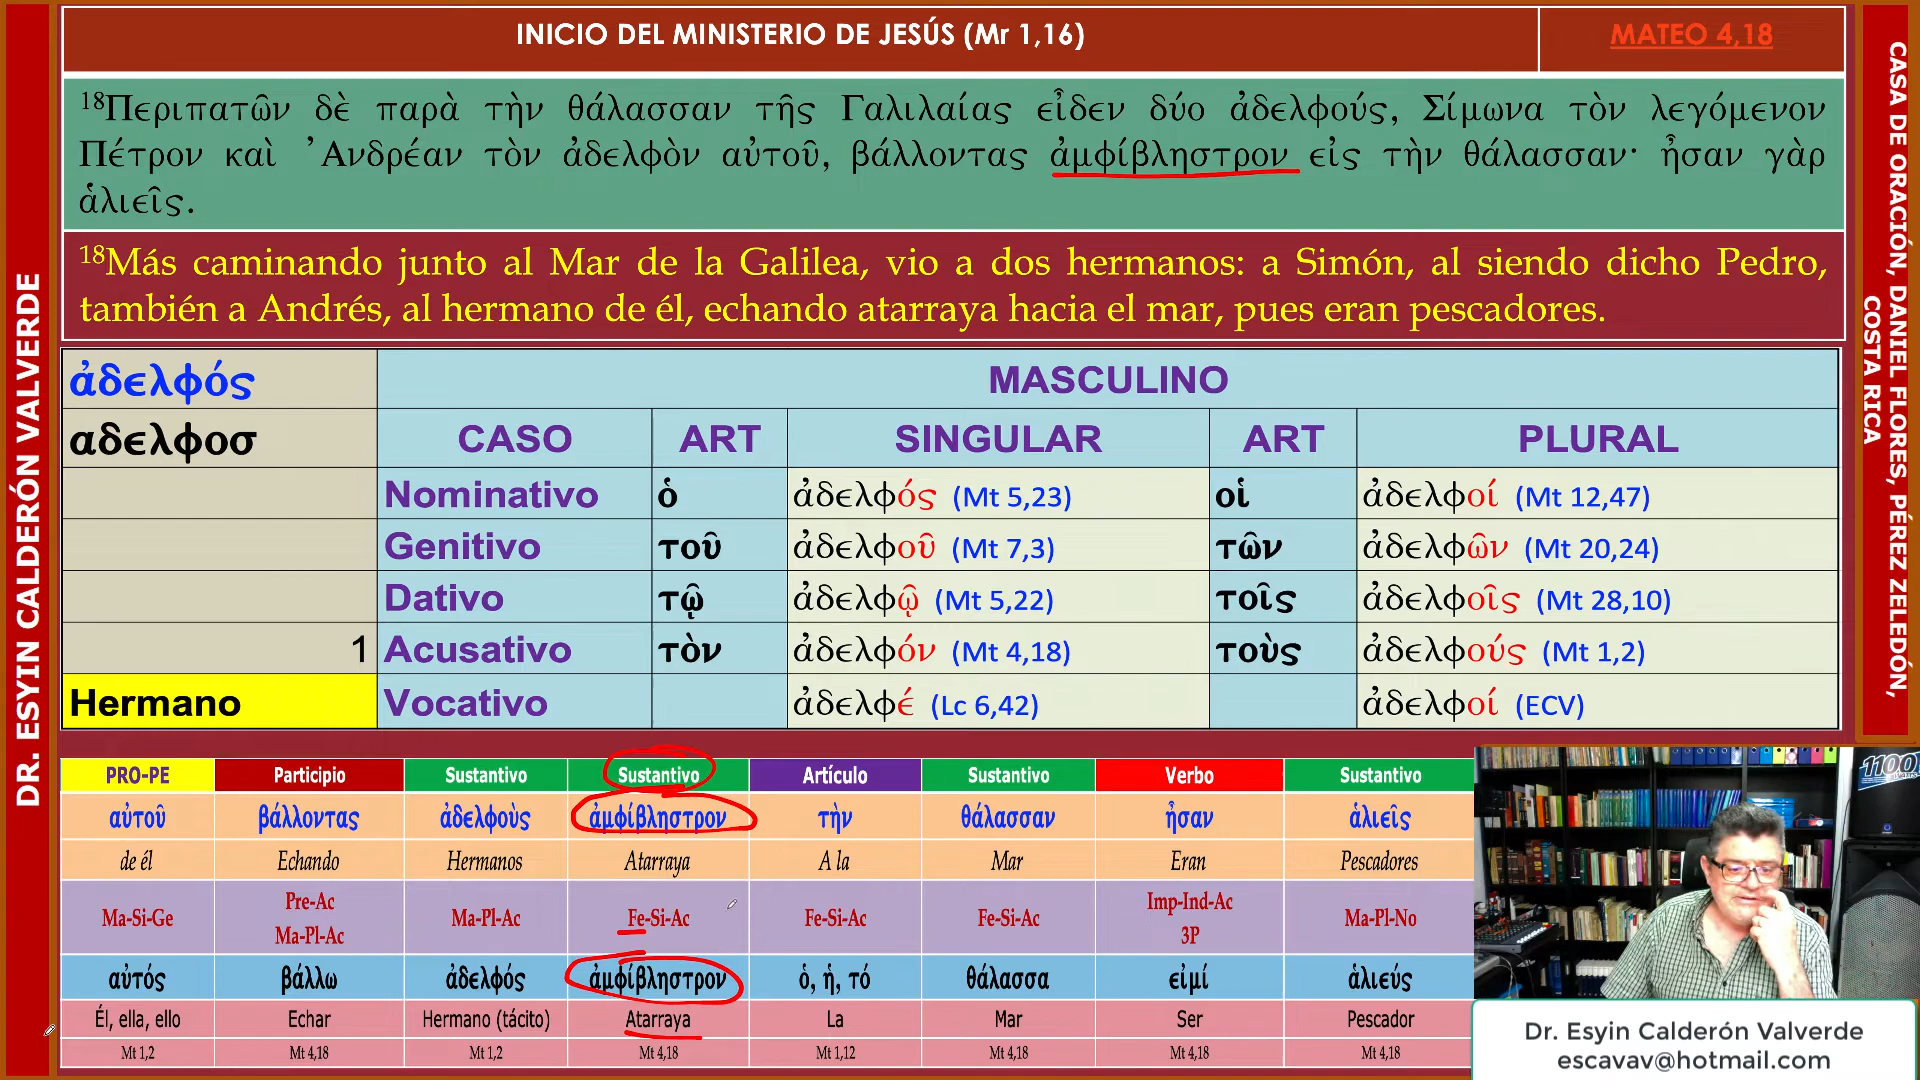 INICIO DEL MINISTERIO DE JESÚS (Mr 1,16)
MATEO 4,18
18Περιπατῶν δὲ παρὰ τὴν θάλασσαν τῆς Γαλιλαίας εἶδεν δύο ἀδελφούς, Σίμωνα τὸν λεγόμενον
Πέτρον καὶ Ἀνδρέαν τὸν ἀδελφὸν αὐτοῦ, βάλλοντας ἀμφίβληστρον εἰς τὴν θάλασσαν· ἦσαν γὰρ
ἁλιεῖς.
18Más caminando junto al Mar de la Galilea, vio a dos hermanos: a Simón, al siendo dicho Pedro,
también a Andrés, al hermano de él, echando atarraya hacia el mar, pues eran pescadores.
ἀδελφός MASCULINO
αδελφοσ CASO ART SINGULAR ART PLURAL
Nominativo ὁ ἀδελφός (Mt 5,23) οἱ ἀδελφοί (Mt 12,47)
Genitivo τοῦ ἀδελφοῦ (Mt 7,3) τῶν ἀδελφῶν (Mt 20,24)
Dativo τῷ ἀδελφῷ (Mt 5,22) τοῖς ἀδελφοῖς (Mt 28,10)
1 Acusativo τὸν ἀδελφόν (Mt 4,18) τοὺς ἀδελφούς (Mt 1,2)
Hermano Vocativo ἀδελφέ (Lc 6,42) ἀδελφοί (ECV)
PRO-PE Participio Sustantivo Sustantivo Artículo Sustantivo Verbo Sustantivo
αὐτοῦ βάλλοντας ἀδελφοὺς ἀμφίβληστρον τὴν θάλασσαν ἦσαν ἁλιεῖς
de él Echando Hermanos Atarraya A la Mar Eran Pescadores
Ma-Si-Ge Pre-Ac Ma-Pl-Ac Ma-Pl-Ac Fe-Si-Ac Fe-Si-Ac Fe-Si-Ac Imp-Ind-Ac 3P Ma-Pl-No
αὐτός βάλλω ἀδελφός ἀμφίβληστρον ὁ, ἡ, τό θάλασσα εἰμί ἁλιεύς
Él, ella, ello Echar Hermano (tácito) Atarraya La Mar Ser Pescador
Mt 1,2 Mt 4,18 Mt 1,2 Mt 4,18 Mt 1,12 Mt 4,18 Mt 4,18 Mt 4,18
DR. ESYIN CALDERÓN VALVERDE
CASA DE ORACIÓN, DANIEL FLORES, PÉREZ ZELEDÓN,
COSTA RICA
1100
Dr. Esyin Calderón Valverde
escavav@hotmail.com